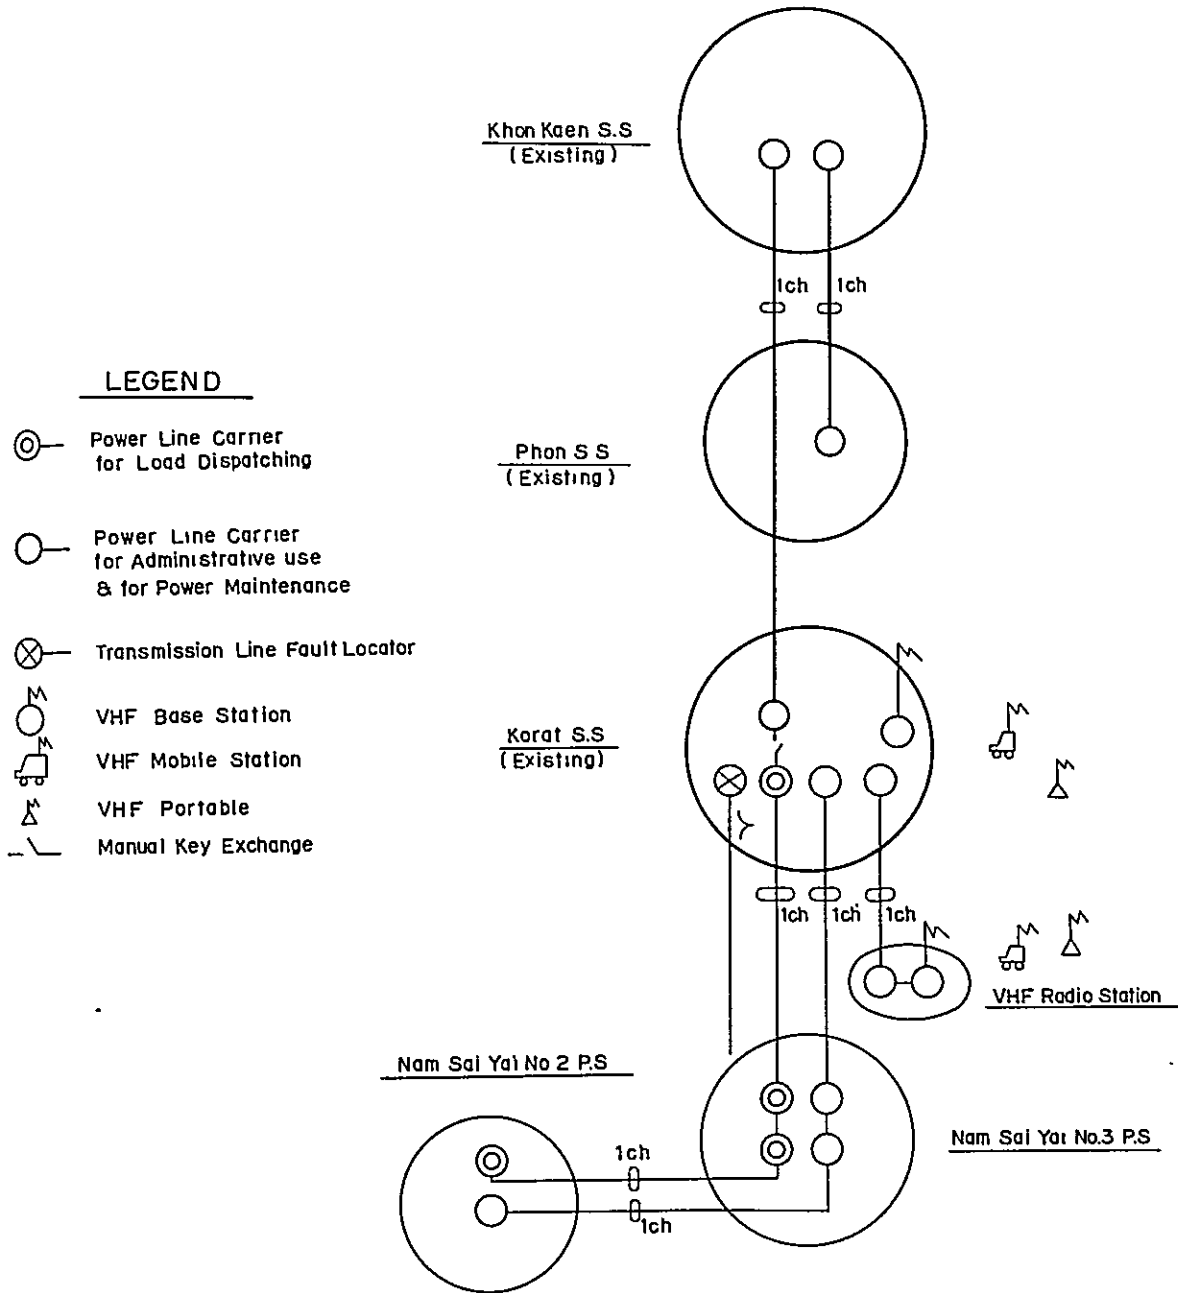 Khon Kaen S.S
(Existing)
1ch
1ch
LEGEND
Power Line Carrier
for Load Dispatching
Phon S S
(Existing)
Power Line Carrier
for Administrative use
& for Power Maintenance
Transmission Line Fault Locator
VHF Base Station
Korat S.S
(Existing)
VHF Mobile Station
VHF Portable
Manual Key Exchange
1ch
1ch
1ch
VHF Radio Station
Nam Sai Yai No 2 P.S
Nam Sai Yai No.3 P.S
1ch
1ch